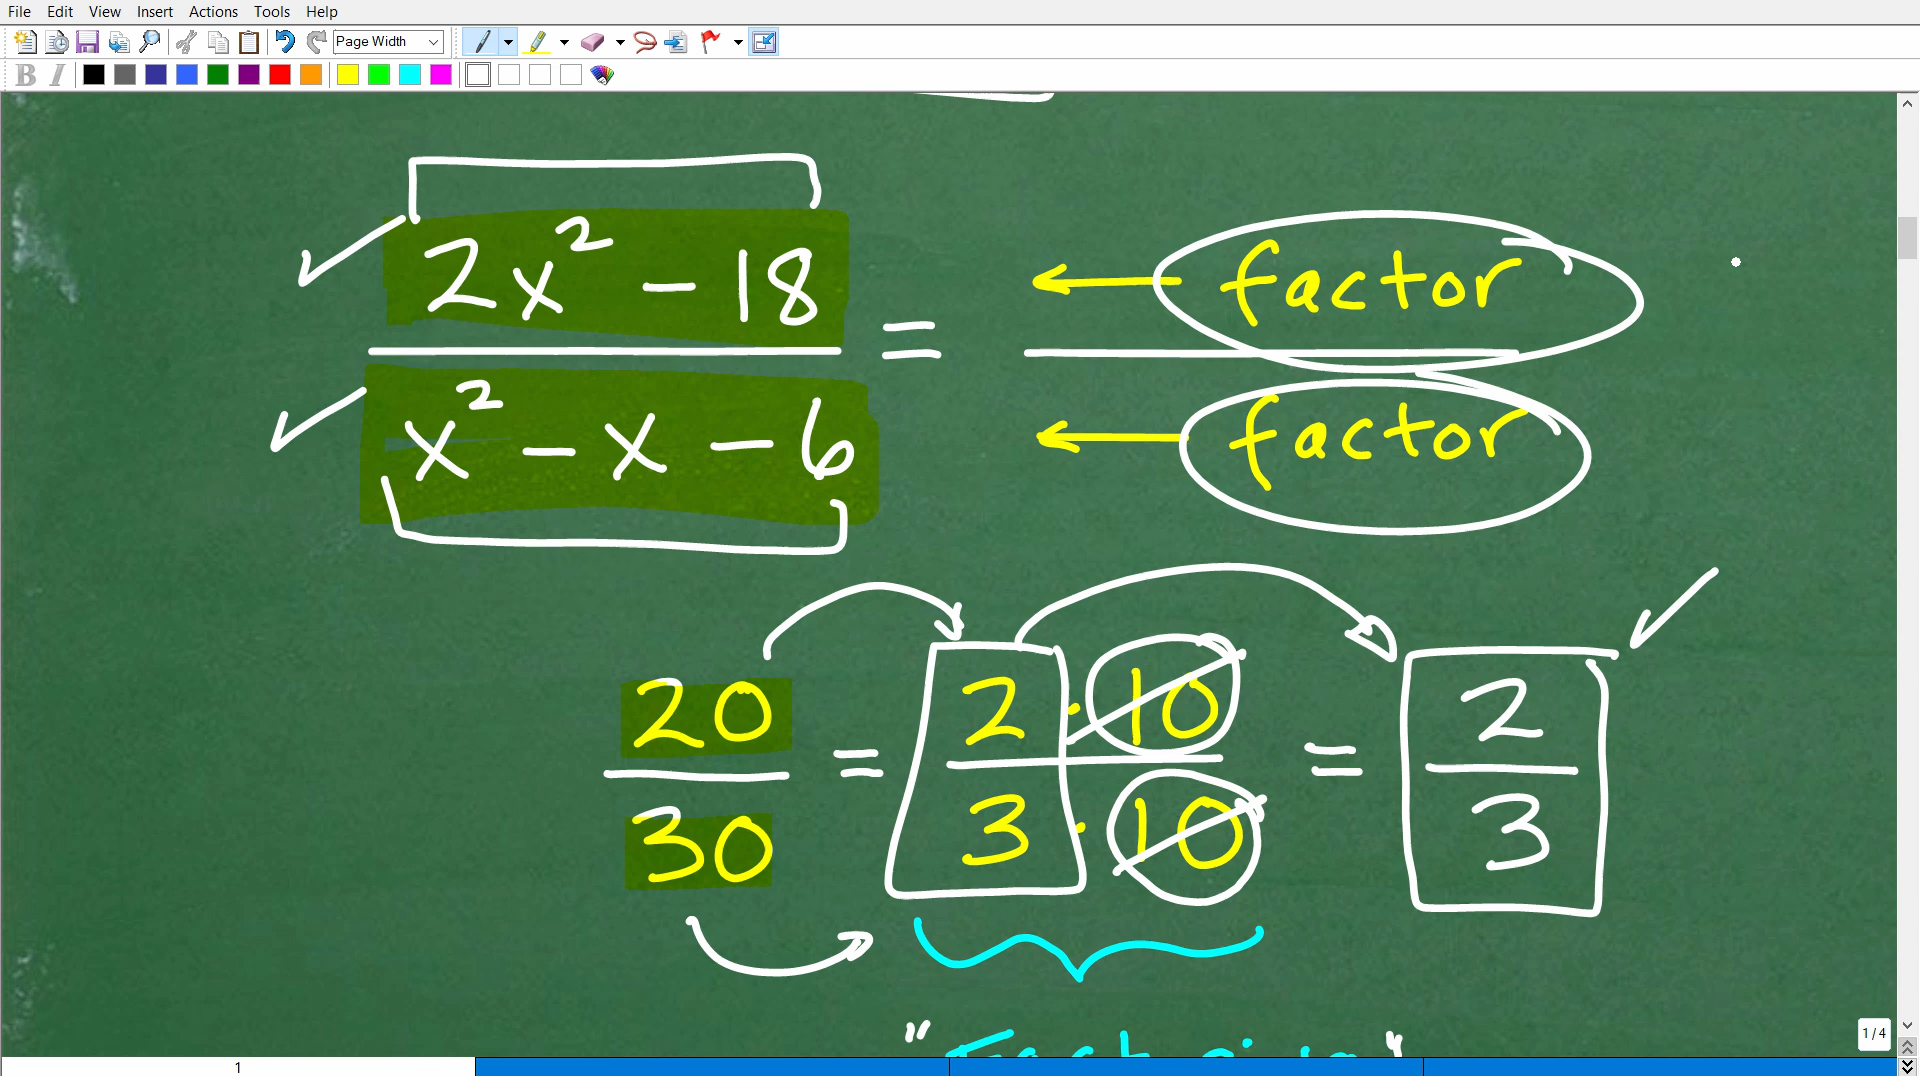 File Edit View Insert Actions Tools Help
Page Width
B I
2x² - 18 = ← factor
x² - x - 6 ← factor
20 = 2 · 10 = 2
30 3 · 10 3
"Factoring"
1 / 4
1